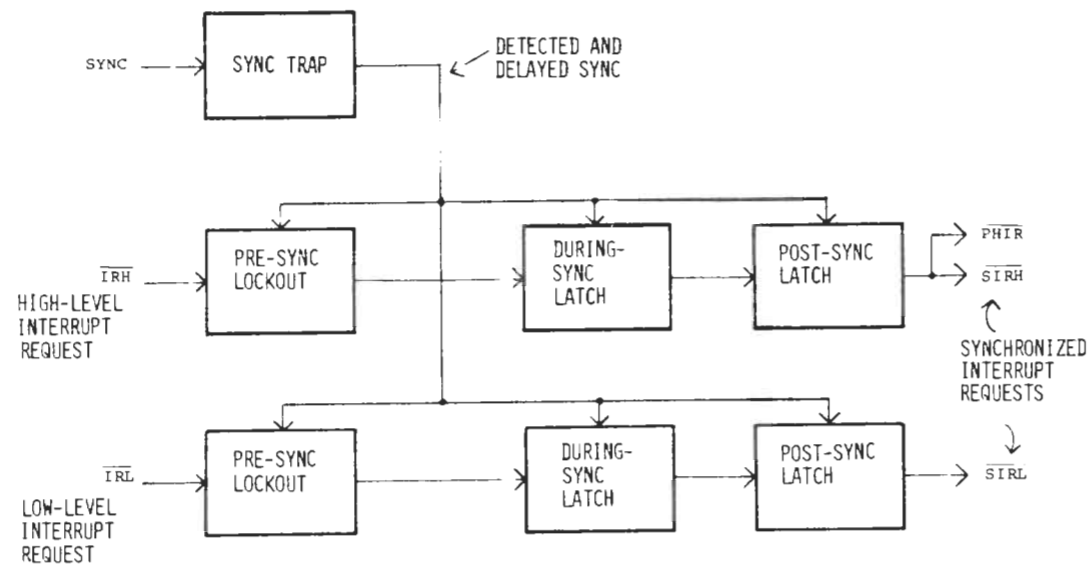 SYNC
SYNC TRAP
DETECTED AND
DELAYED SYNC
IRH
HIGH-LEVEL
INTERRUPT
REQUEST
PRE-SYNC
LOCKOUT
DURING-
SYNC
LATCH
POST-SYNC
LATCH
PHIR
SIRH
SYNCHRONIZED
INTERRUPT
REQUESTS
IRL
LOW-LEVEL
INTERRUPT
REQUEST
PRE-SYNC
LOCKOUT
DURING-
SYNC
LATCH
POST-SYNC
LATCH
SIRL